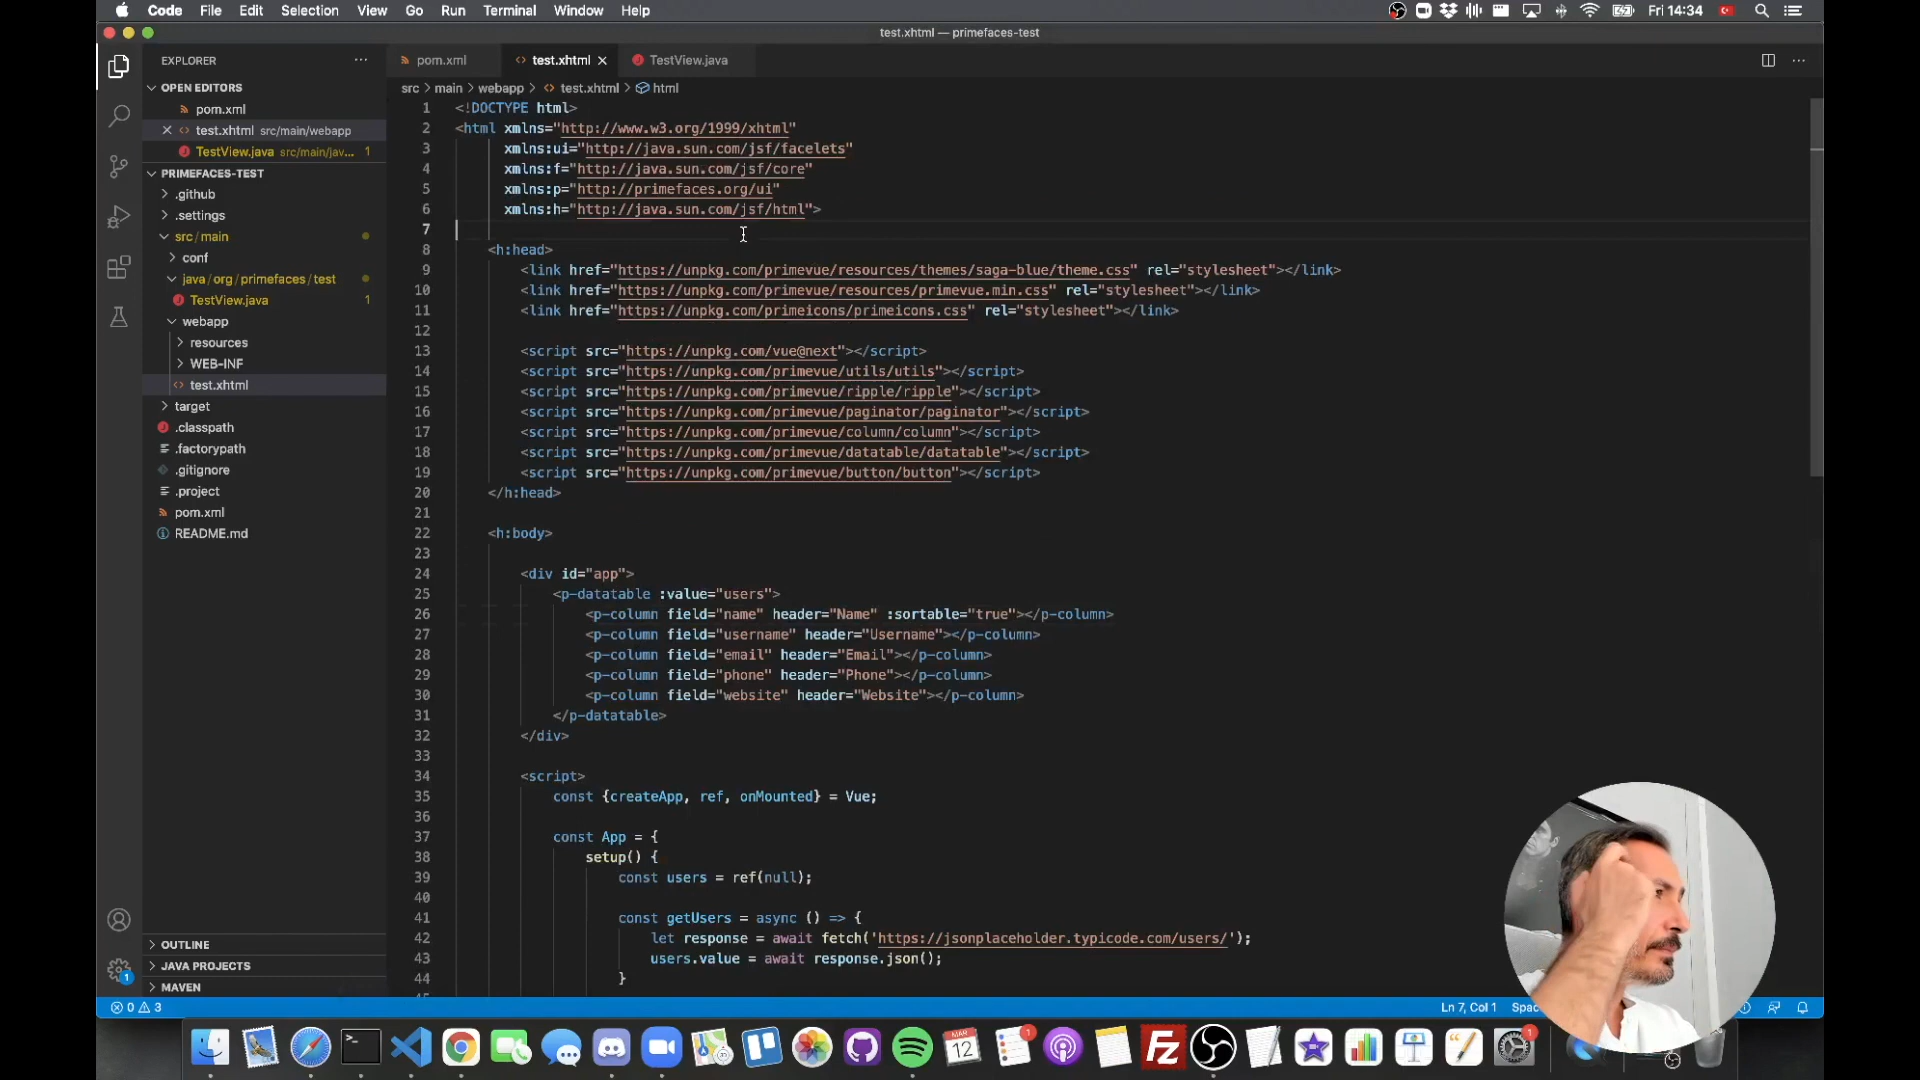 Code File Edit Selection View Go Run Terminal Window Help
Fri 14:34
test.xhtml — primefaces-test
EXPLORER
OPEN EDITORS
pom.xml
test.xhtml src/main/webapp
TestView.java src/main/jav... 1
PRIMEFACES-TEST
.github
.settings
src/main
conf
java/org/primefaces/test
TestView.java 1
webapp
resources
WEB-INF
test.xhtml
target
.classpath
.factorypath
.gitignore
.project
pom.xml
README.md
OUTLINE
JAVA PROJECTS
MAVEN
pom.xml test.xhtml TestView.java
src > main > webapp > test.xhtml > html
1 <!DOCTYPE html>
2 <html xmlns="http://www.w3.org/1999/xhtml"
3 xmlns:ui="http://java.sun.com/jsf/facelets"
4 xmlns:f="http://java.sun.com/jsf/core"
5 xmlns:p="http://primefaces.org/ui"
6 xmlns:h="http://java.sun.com/jsf/html">
7
8 <h:head>
9 <link href="https://unpkg.com/primevue/resources/themes/saga-blue/theme.css" rel="stylesheet"></link>
10 <link href="https://unpkg.com/primevue/resources/primevue.min.css" rel="stylesheet"></link>
11 <link href="https://unpkg.com/primeicons/primeicons.css" rel="stylesheet"></link>
12
13 <script src="https://unpkg.com/vue@next"></script>
14 <script src="https://unpkg.com/primevue/utils/utils"></script>
15 <script src="https://unpkg.com/primevue/ripple/ripple"></script>
16 <script src="https://unpkg.com/primevue/paginator/paginator"></script>
17 <script src="https://unpkg.com/primevue/column/column"></script>
18 <script src="https://unpkg.com/primevue/datatable/datatable"></script>
19 <script src="https://unpkg.com/primevue/button/button"></script>
20 </h:head>
21
22 <h:body>
23
24 <div id="app">
25 <p-datatable :value="users">
26 <p-column field="name" header="Name" :sortable="true"></p-column>
27 <p-column field="username" header="Username"></p-column>
28 <p-column field="email" header="Email"></p-column>
29 <p-column field="phone" header="Phone"></p-column>
30 <p-column field="website" header="Website"></p-column>
31 </p-datatable>
32 </div>
33
34 <script>
35 const {createApp, ref, onMounted} = Vue;
36
37 const App = {
38 setup() {
39 const users = ref(null);
40
41 const getUsers = async () => {
42 let response = await fetch('https://jsonplaceholder.typicode.com/users/');
43 users.value = await response.json();
44 }
1
0 3
Ln 7, Col 1 Spac
MAR
12
1
FZ
1